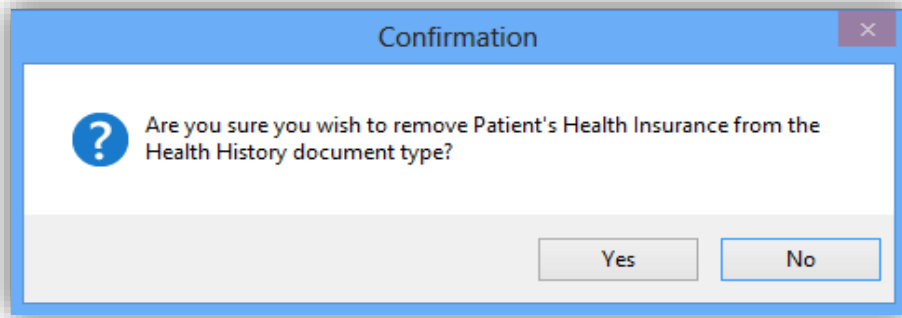 Confirmation
Are you sure you wish to remove Patient's Health Insurance from the
Health History document type?
Yes
No